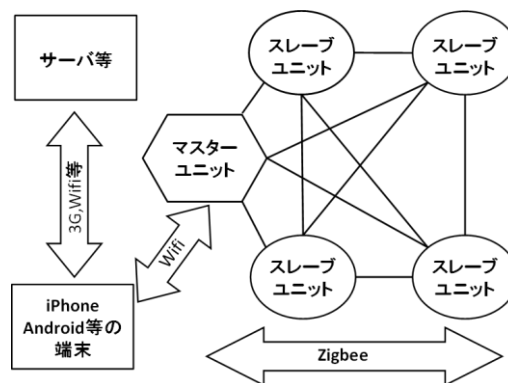 サーバ等
スレーブ
ユニット
スレーブ
ユニット
マスター
ユニット
3G,Wifi等
Wifi
スレーブ
ユニット
スレーブ
ユニット
iPhone
Android等の
端末
Zigbee